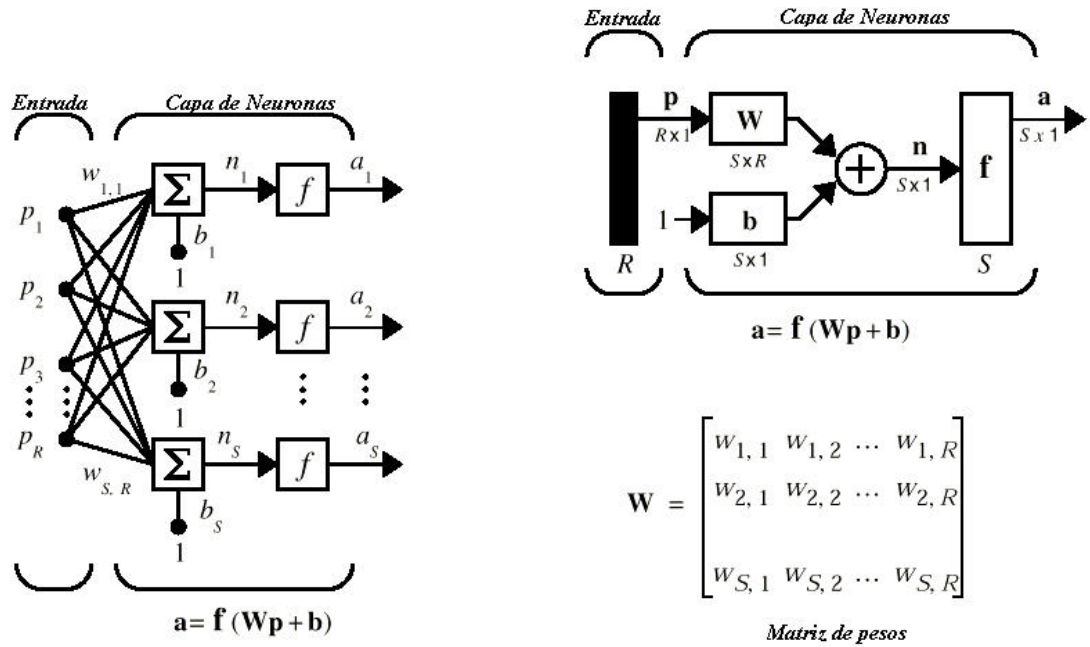 Entrada Capa de Neuronas
w1,1 n1 a1
Σ f
p1
b1
1
p2 n2 a2
Σ f
p3
b2
1
pR nS aS
Σ f
wS, R
bS
1
a= f (Wp + b)
Entrada Capa de Neuronas
p W a
R x 1 S x R S x 1
+ n f
S x 1
1 b
R S x 1 S
a= f (Wp + b)
W = w1, 1 w1, 2 ... w1, R
w2, 1 w2, 2 ... w2, R
wS, 1 wS, 2 ... wS, R
Matriz de pesos